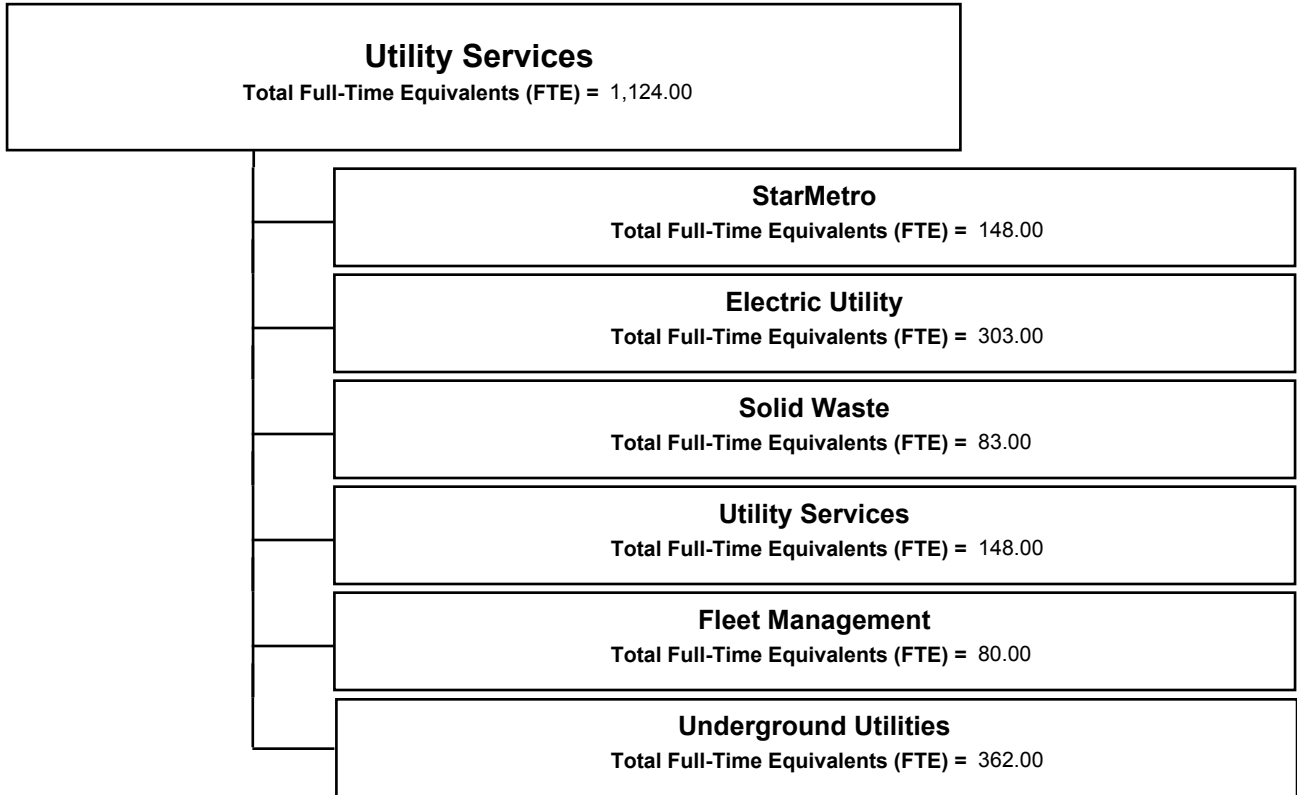 Utility Services
Total Full-Time Equivalents (FTE) = 1,124.00
StarMetro
Total Full-Time Equivalents (FTE) = 148.00
Electric Utility
Total Full-Time Equivalents (FTE) = 303.00
Solid Waste
Total Full-Time Equivalents (FTE) = 83.00
Utility Services
Total Full-Time Equivalents (FTE) = 148.00
Fleet Management
Total Full-Time Equivalents (FTE) = 80.00
Underground Utilities
Total Full-Time Equivalents (FTE) = 362.00